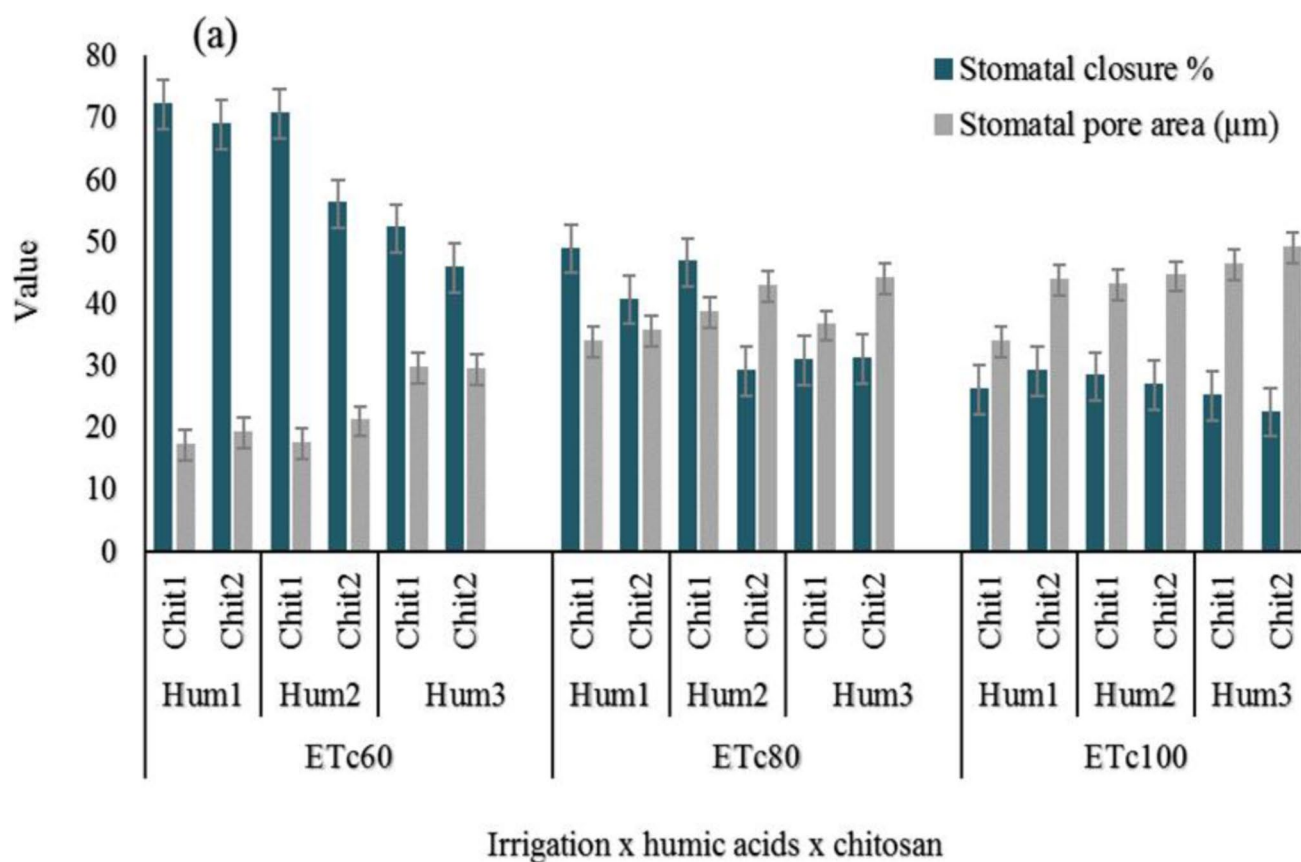 (a)
80
70
60
50
40
30
20
10
0
Value
Stomatal closure %
Stomatal pore area (μm)
Chit1 Chit2 Chit1 Chit2 Chit1 Chit2 Chit1 Chit2 Chit1 Chit2 Chit1 Chit2 Chit1 Chit2 Chit1 Chit2 Chit1 Chit2
Hum1 Hum2 Hum3 Hum1 Hum2 Hum3 Hum1 Hum2 Hum3
ETc60 ETc80 ETc100
Irrigation x humic acids x chitosan